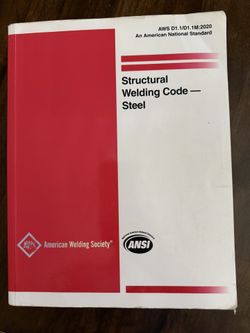 AWS D1.1/D1.1M:2020
An American National Standard
Structural
Welding Code —
Steel
American Welding Society®
ANSI